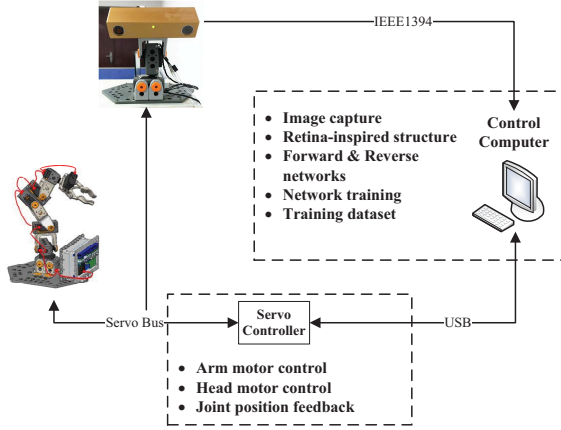 IEEE1394
• Image capture
• Retina-inspired structure
• Forward & Reverse
networks
• Network training
• Training dataset
Control
Computer
Servo Bus
Servo
Controller
USB
• Arm motor control
• Head motor control
• Joint position feedback